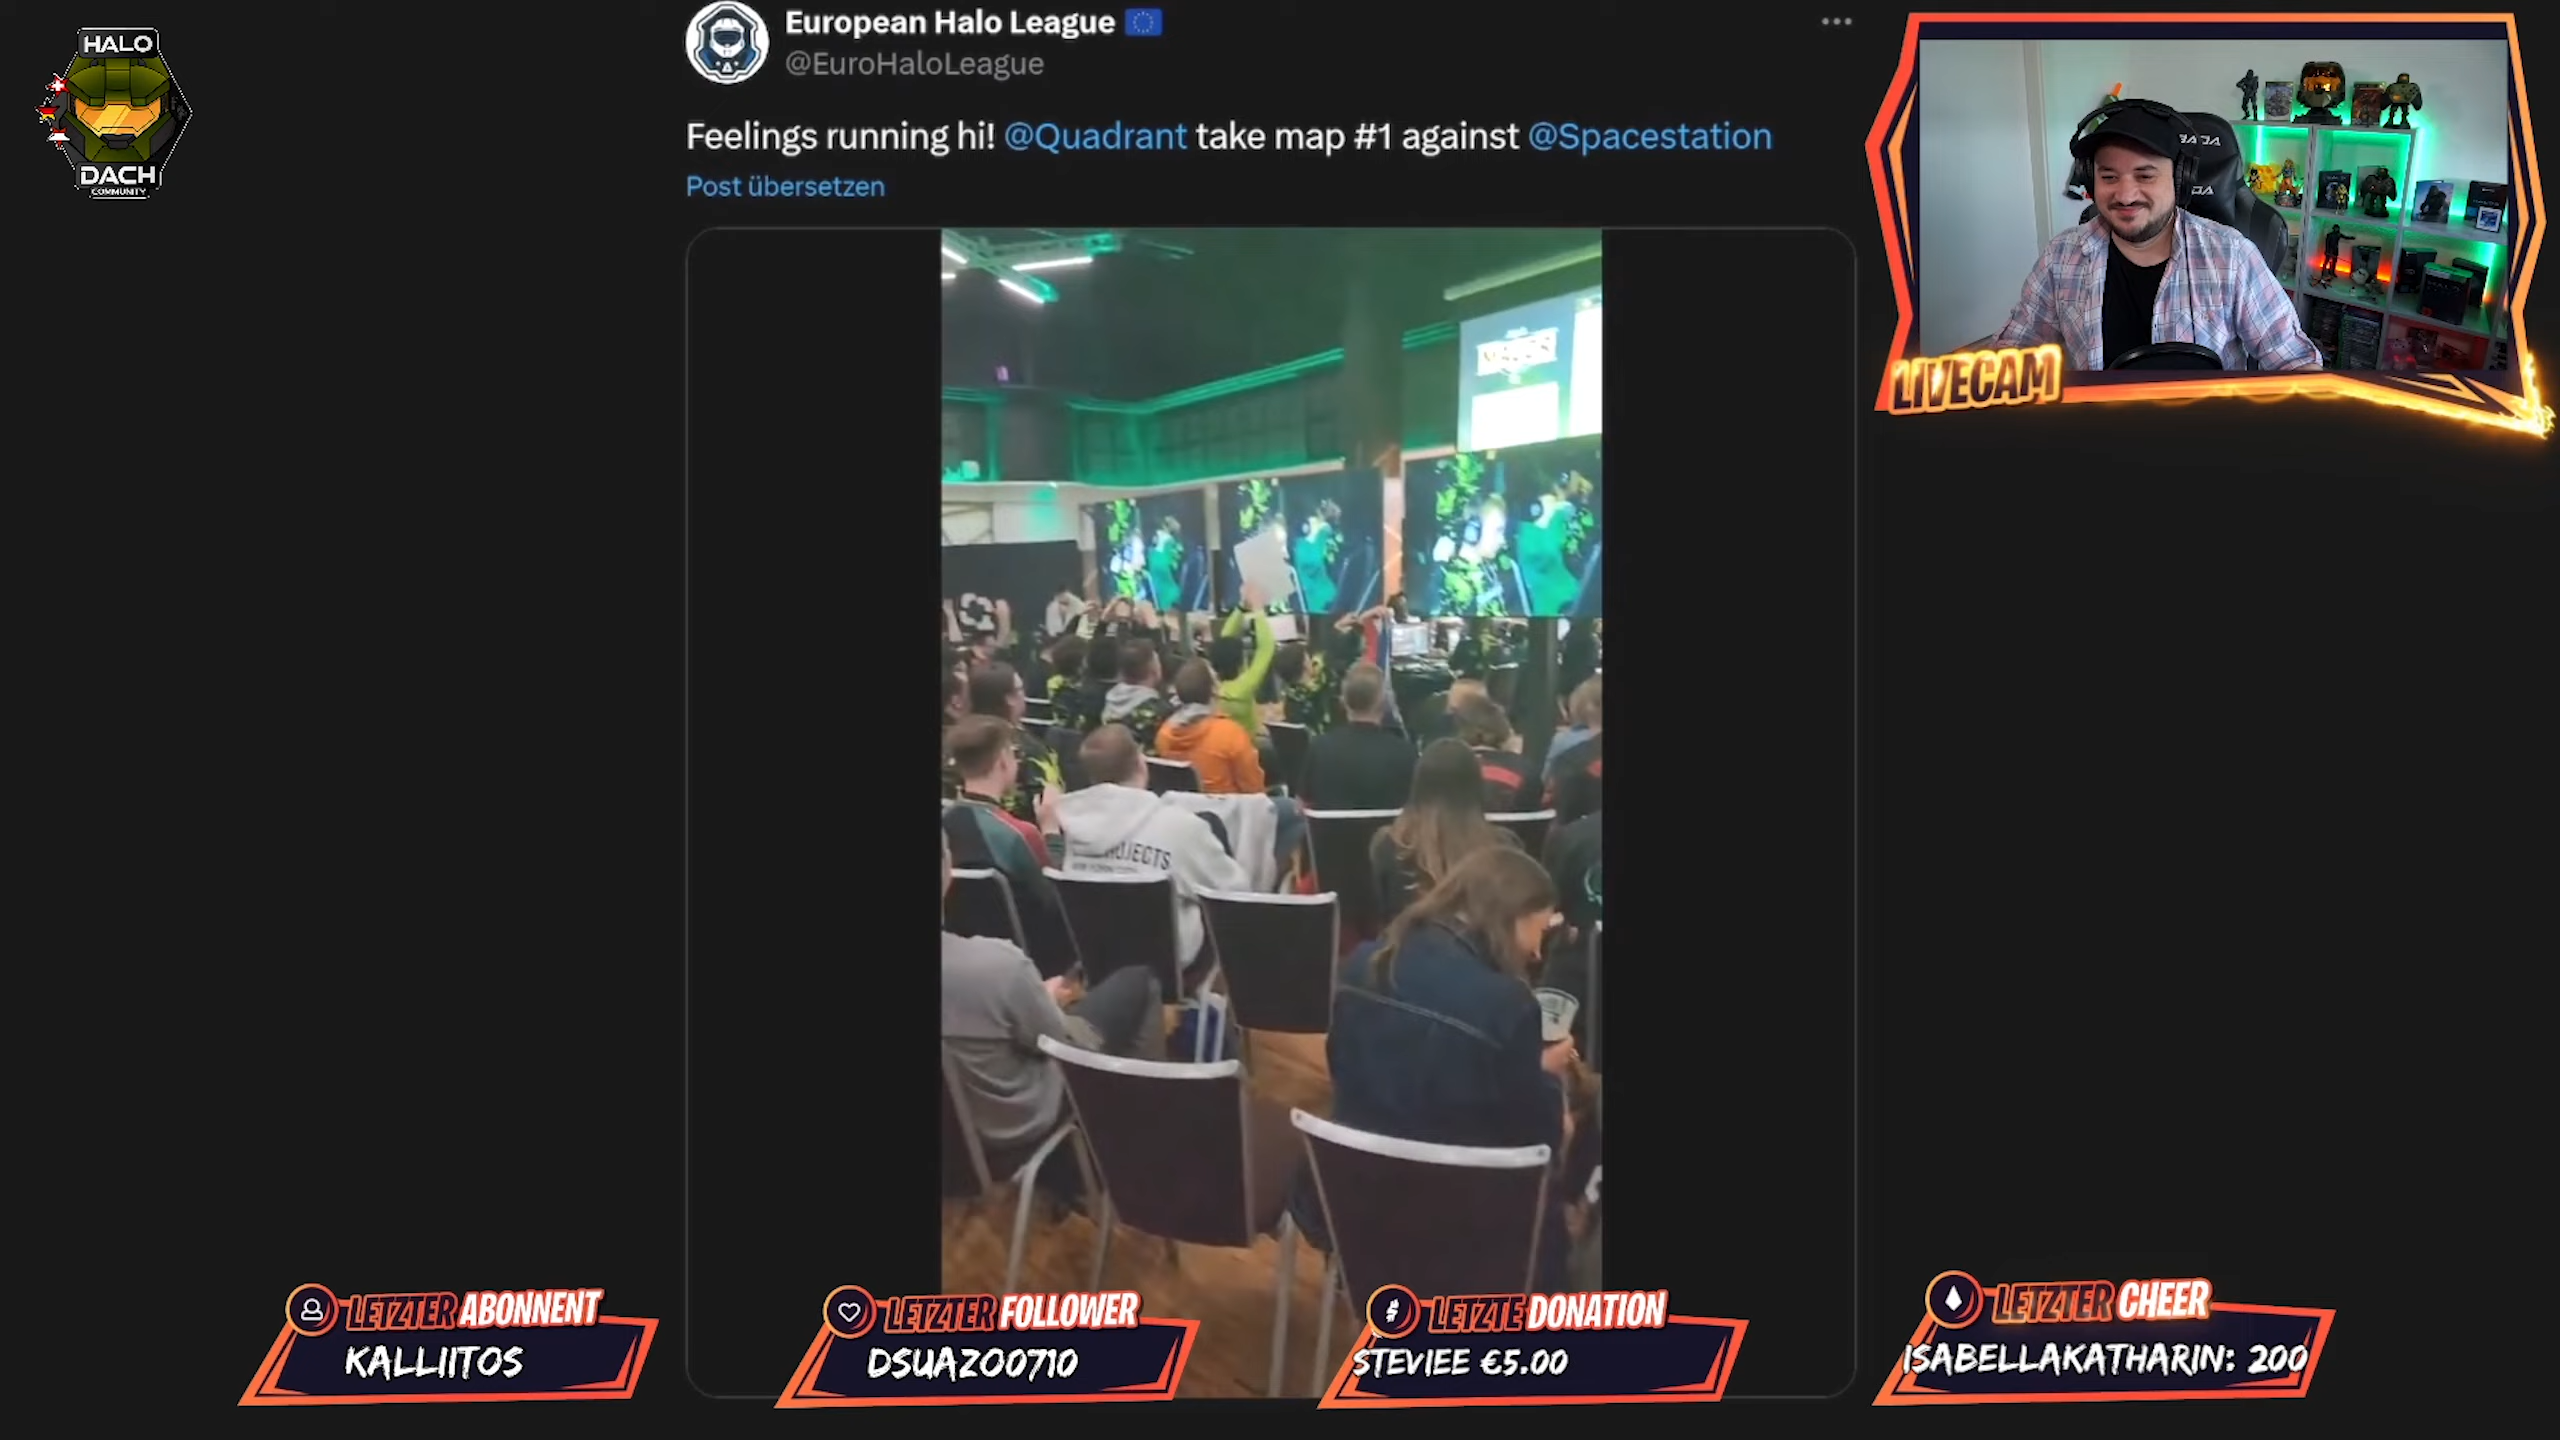 HALO
DACH
COMMUNITY
European Halo League
@EuroHaloLeague
Feelings running hi! @Quadrant take map #1 against @Spacestation
Post übersetzen
LIVECAM
LETZTER ABONNENT
KALLIITOS
LETZTER FOLLOWER
DSUAZO0710
LETZTE DONATION
STEVIEE €5.00
LETZTER CHEER
ISABELLAKATHARIN: 200